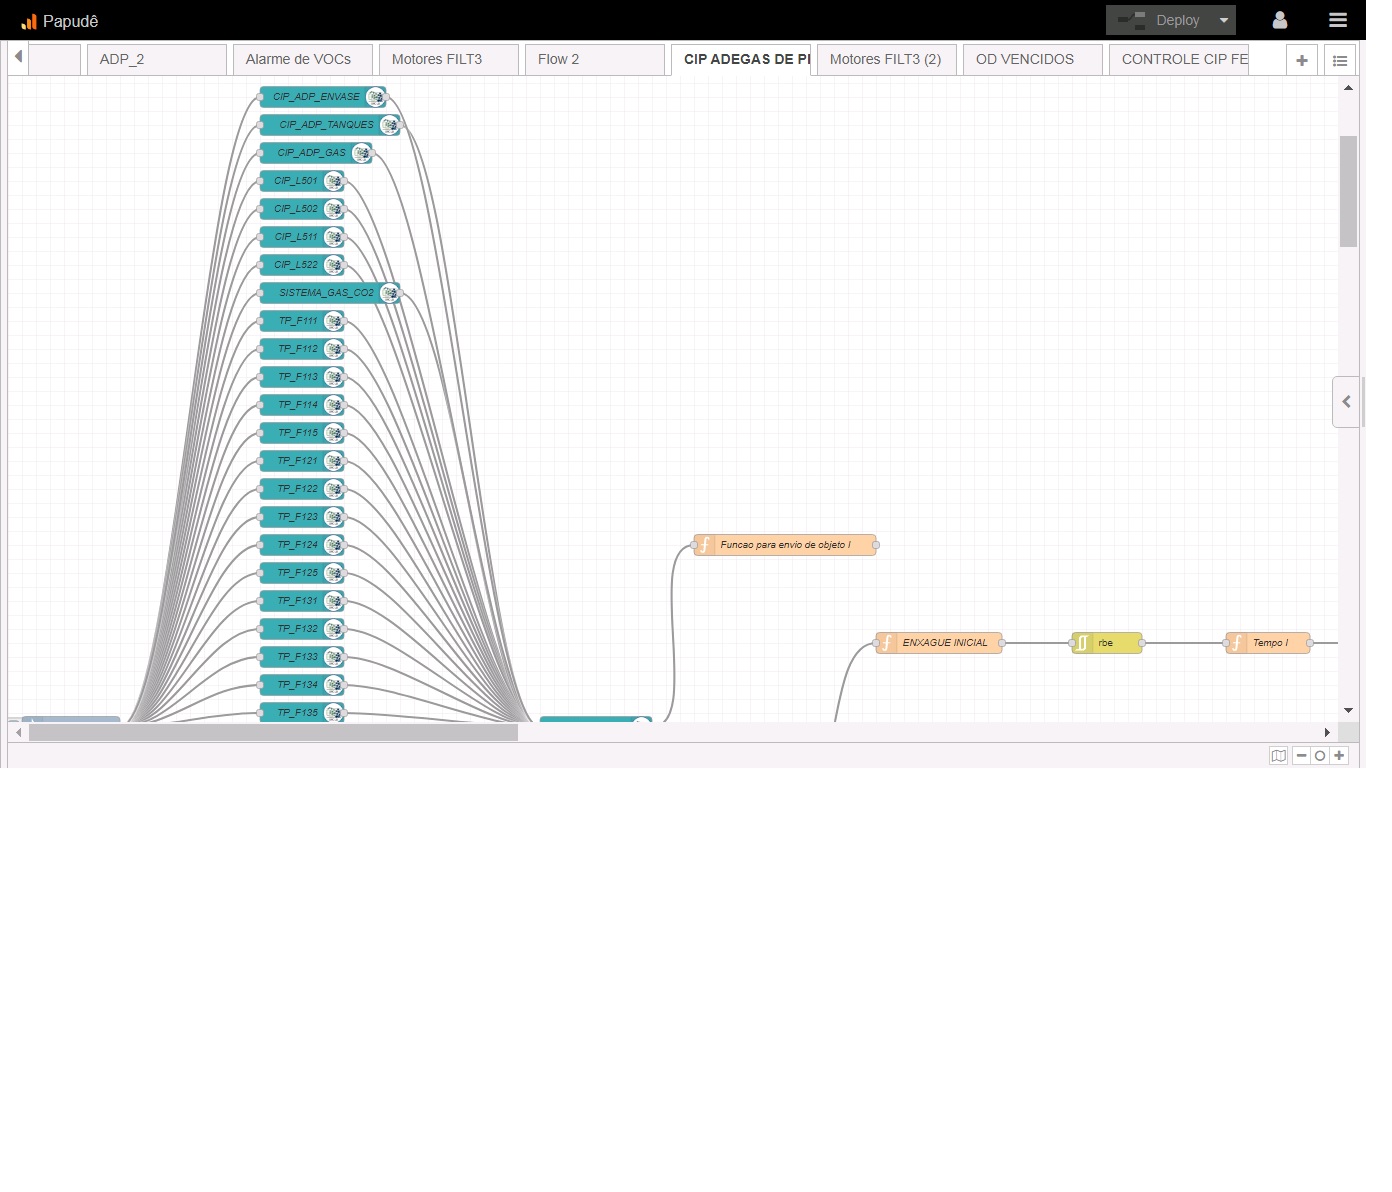 Papudê
Deploy
ADP_2
Alarme de VOCs
Motores FILT3
Flow 2
CIP ADEGAS DE PI
Motores FILT3 (2)
OD VENCIDOS
CONTROLE CIP FE
CIP_ADP_ENVASE
CIP_ADP_TANQUES
CIP_ADP_GAS
CIP_L501
CIP_L502
CIP_L511
CIP_L522
SISTEMA_GAS_CO2
TP_F111
TP_F112
TP_F113
TP_F114
TP_F115
TP_F121
TP_F122
TP_F123
TP_F124
Funcao para envio de objeto I
TP_F125
TP_F131
TP_F132
ENXAGUE INICIAL
rbe
Tempo I
TP_F133
TP_F134
TP_F135